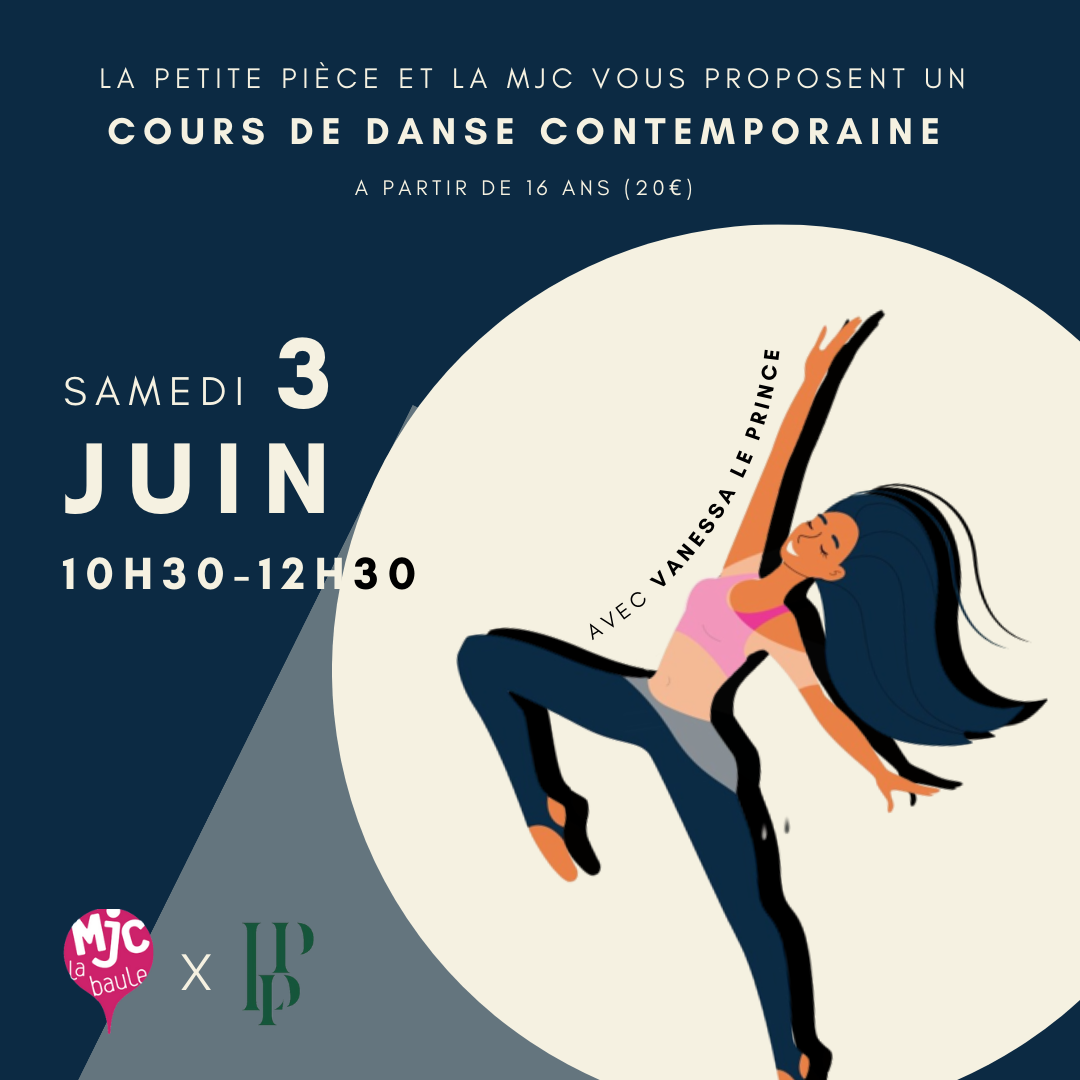 LA PETITE PIÈCE ET LA MJC VOUS PROPOSENT UN
COURS DE DANSE CONTEMPORAINE
A PARTIR DE 16 ANS (20€)
SAMEDI 3
JUIN
10H30-12H30
AVEC VANESSA LE PRINCE
Mjc
la baule
X
LPP